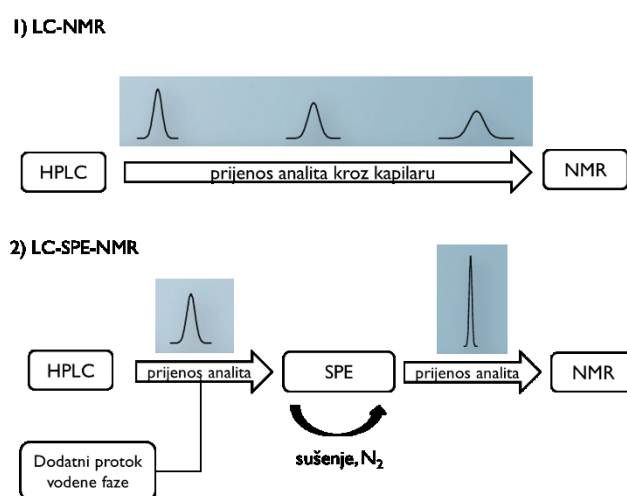 1) LC-NMR
HPLC
prijenos analita kroz kapilaru
NMR
2) LC-SPE-NMR
HPLC
prijenos analita
SPE
prijenos analita
NMR
sušenje, N₂
Dodatni protok
vodene faze